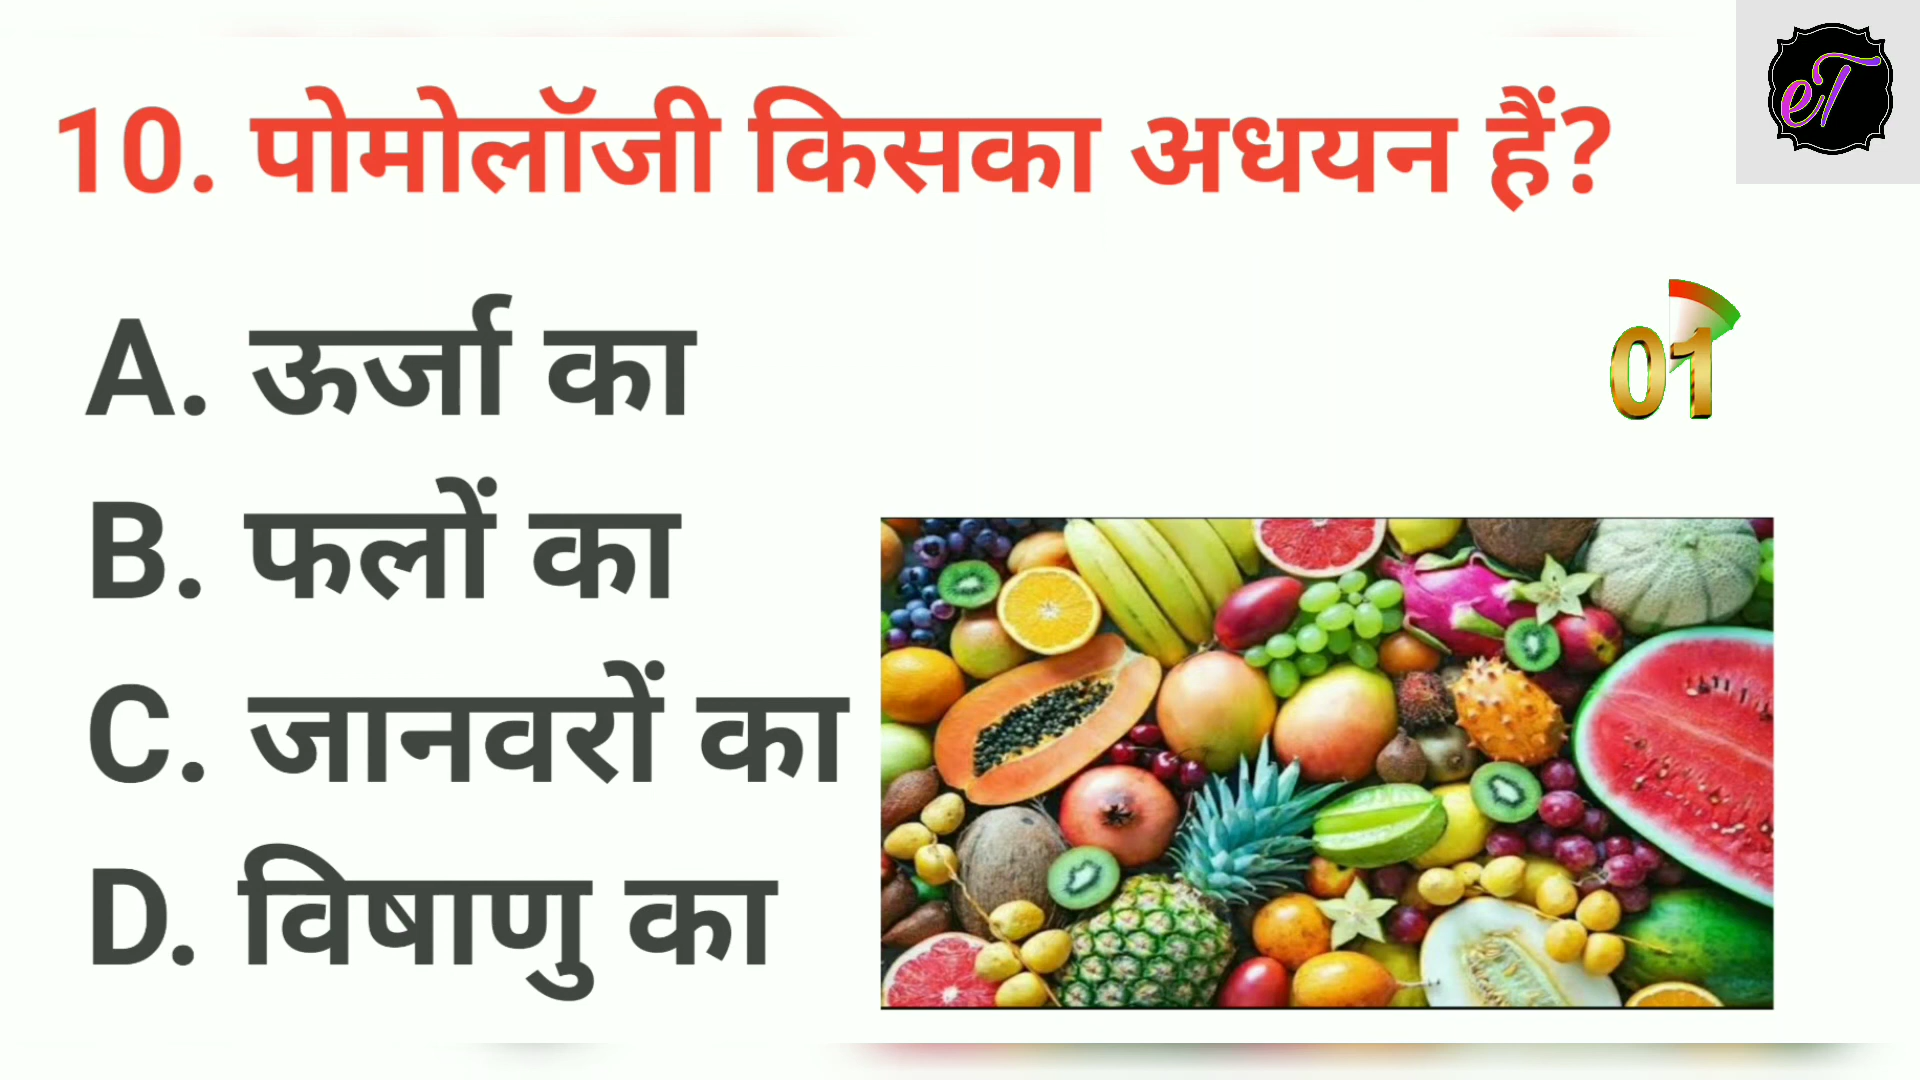 10. पोमोलॉजी किसका अधयन हैं?
eT
A. ऊर्जा का
01
B. फलों का
C. जानवरों का
D. विषाणु का